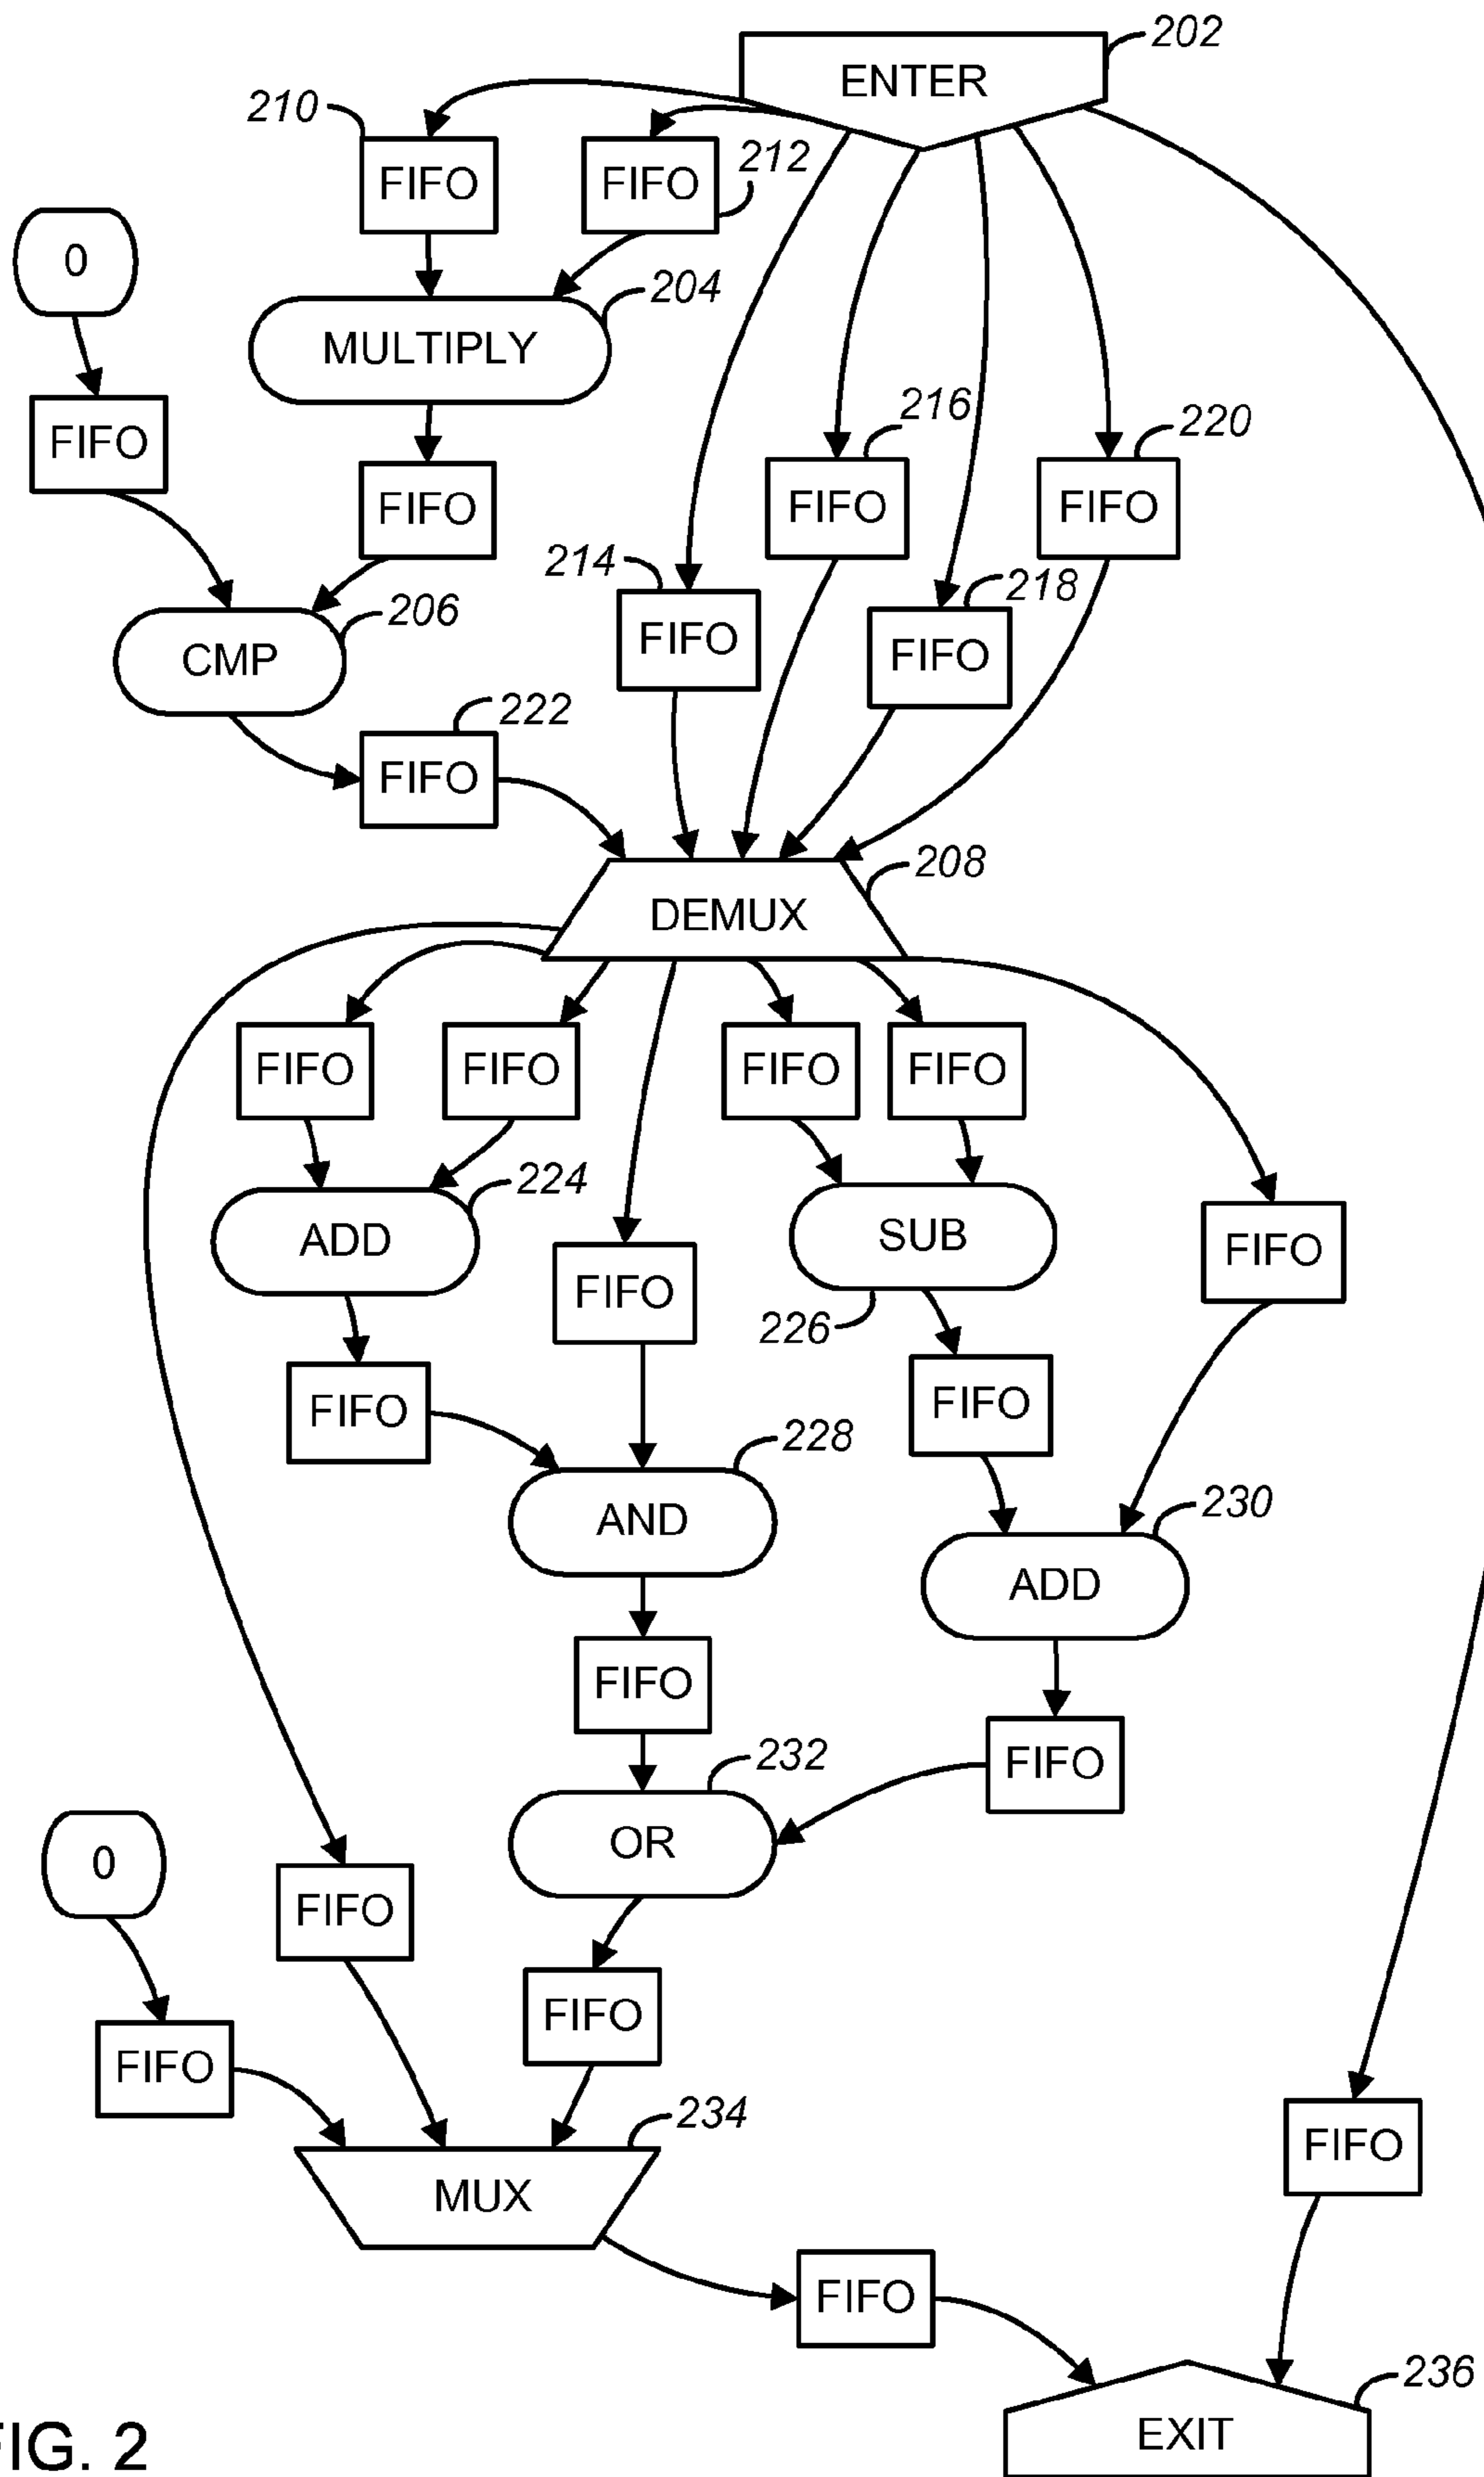 202
ENTER
210
212
FIFO
FIFO
0
204
MULTIPLY
FIFO
216
220
FIFO
FIFO
FIFO
214
218
206
FIFO
FIFO
CMP
222
FIFO
208
DEMUX
FIFO
FIFO
FIFO
FIFO
224
ADD
SUB
FIFO
FIFO
226
FIFO
FIFO
228
AND
230
ADD
FIFO
232
FIFO
OR
0
FIFO
FIFO
FIFO
234
FIFO
MUX
FIFO
236
EXIT
FIG. 2